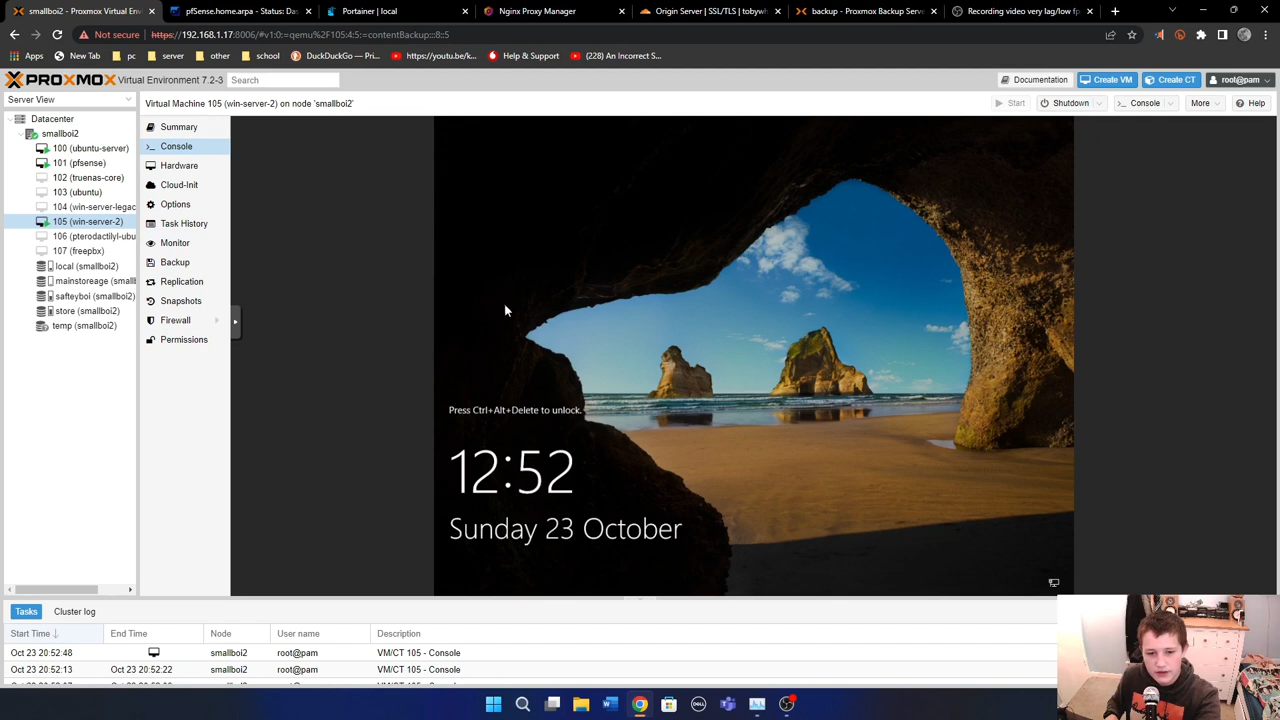 smallboi2 - Proxmox Virtual Env
pfSense.home.arpa - Status: Das
Portainer | local
Nginx Proxy Manager
Origin Server | SSL/TLS | tobywh
backup - Proxmox Backup Serve
Recording video very lag/low fp
Not secure
https://192.168.1.17:8006/#v1:0:=qemu%2F105:4:5:=contentBackup:::8::5
Apps
New Tab
pc
server
other
school
DuckDuckGo — Pri...
https://youtu.be/k...
Help & Support
(228) An Incorrect S...
PROXMOX
Virtual Environment 7.2-3
Search
Documentation
Create VM
Create CT
root@pam
Server View
Virtual Machine 105 (win-server-2) on node 'smallboi2'
Start
Shutdown
Console
More
Help
Datacenter
smallboi2
100 (ubuntu-server)
101 (pfsense)
102 (truenas-core)
103 (ubuntu)
104 (win-server-legac
105 (win-server-2)
106 (pterodactilyl-ubu
107 (freepbx)
local (smallboi2)
mainstoreage (smallb
safteyboi (smallboi2)
store (smallboi2)
temp (smallboi2)
Summary
Console
Hardware
Cloud-Init
Options
Task History
Monitor
Backup
Replication
Snapshots
Firewall
Permissions
Press Ctrl+Alt+Delete to unlock.
12:52
Sunday 23 October
Tasks
Cluster log
Start Time
End Time
Node
User name
Description
Oct 23 20:52:48
smallboi2
root@pam
VM/CT 105 - Console
Oct 23 20:52:13
Oct 23 20:52:22
smallboi2
root@pam
VM/CT 105 - Console
DELL